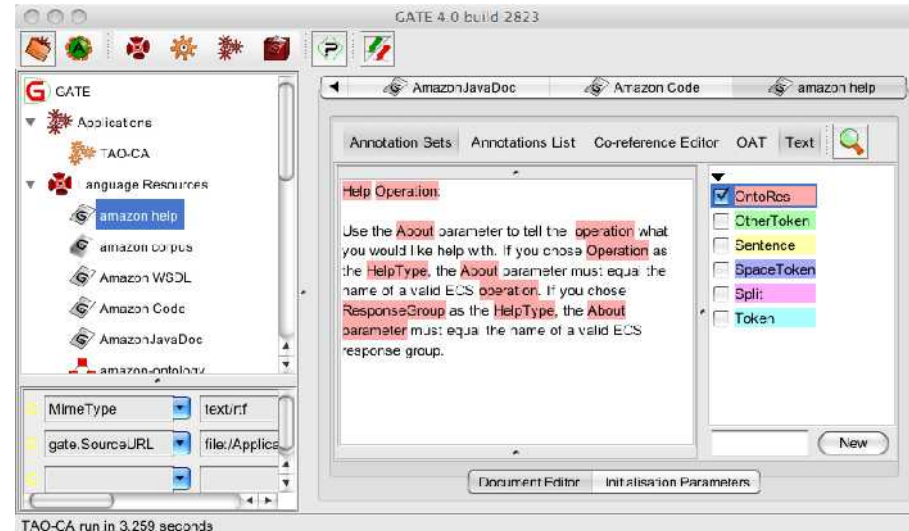 GATE 4.0 build 2823
GATE
Applications
TAO-CA
Language Resources
amazon help
amazon corpus
Amazon WSDL
Amazon Code
AmazonJavaDoc
amazon-ontology
MimeType text/rtf
gate.SourceURL file:/Applica
AmazonJavaDoc Amazon Code amazon help
Annotation Sets Annotations List Co-reference Editor OAT Text
Help Operation:
Use the About parameter to tell the operation what
you would like help with. If you chose Operation as
the HelpType, the About parameter must equal the
name of a valid ECS operation. If you chose
ResponseGroup as the HelpType, the About
parameter must equal the name of a valid ECS
response group.
OntoRes
OtherToken
Sentence
SpaceToken
Split
Token
New
Document Editor Initialisation Parameters
TAO-CA run in 3.259 seconds